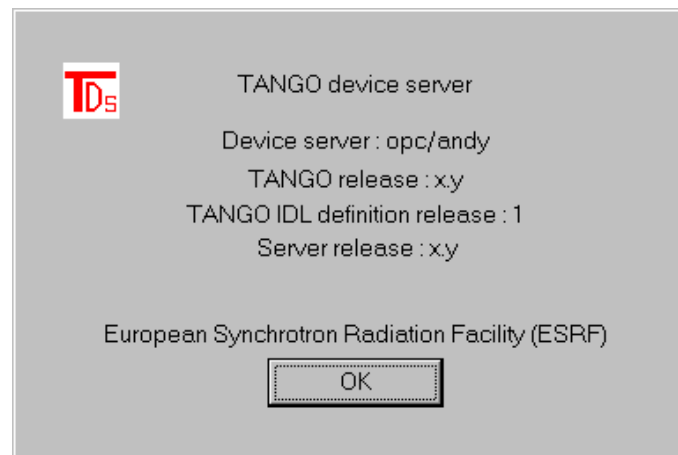 TDs
TANGO device server
Device server : opc/andy
TANGO release : x.y
TANGO IDL definition release : 1
Server release : x.y
European Synchrotron Radiation Facility (ESRF)
OK